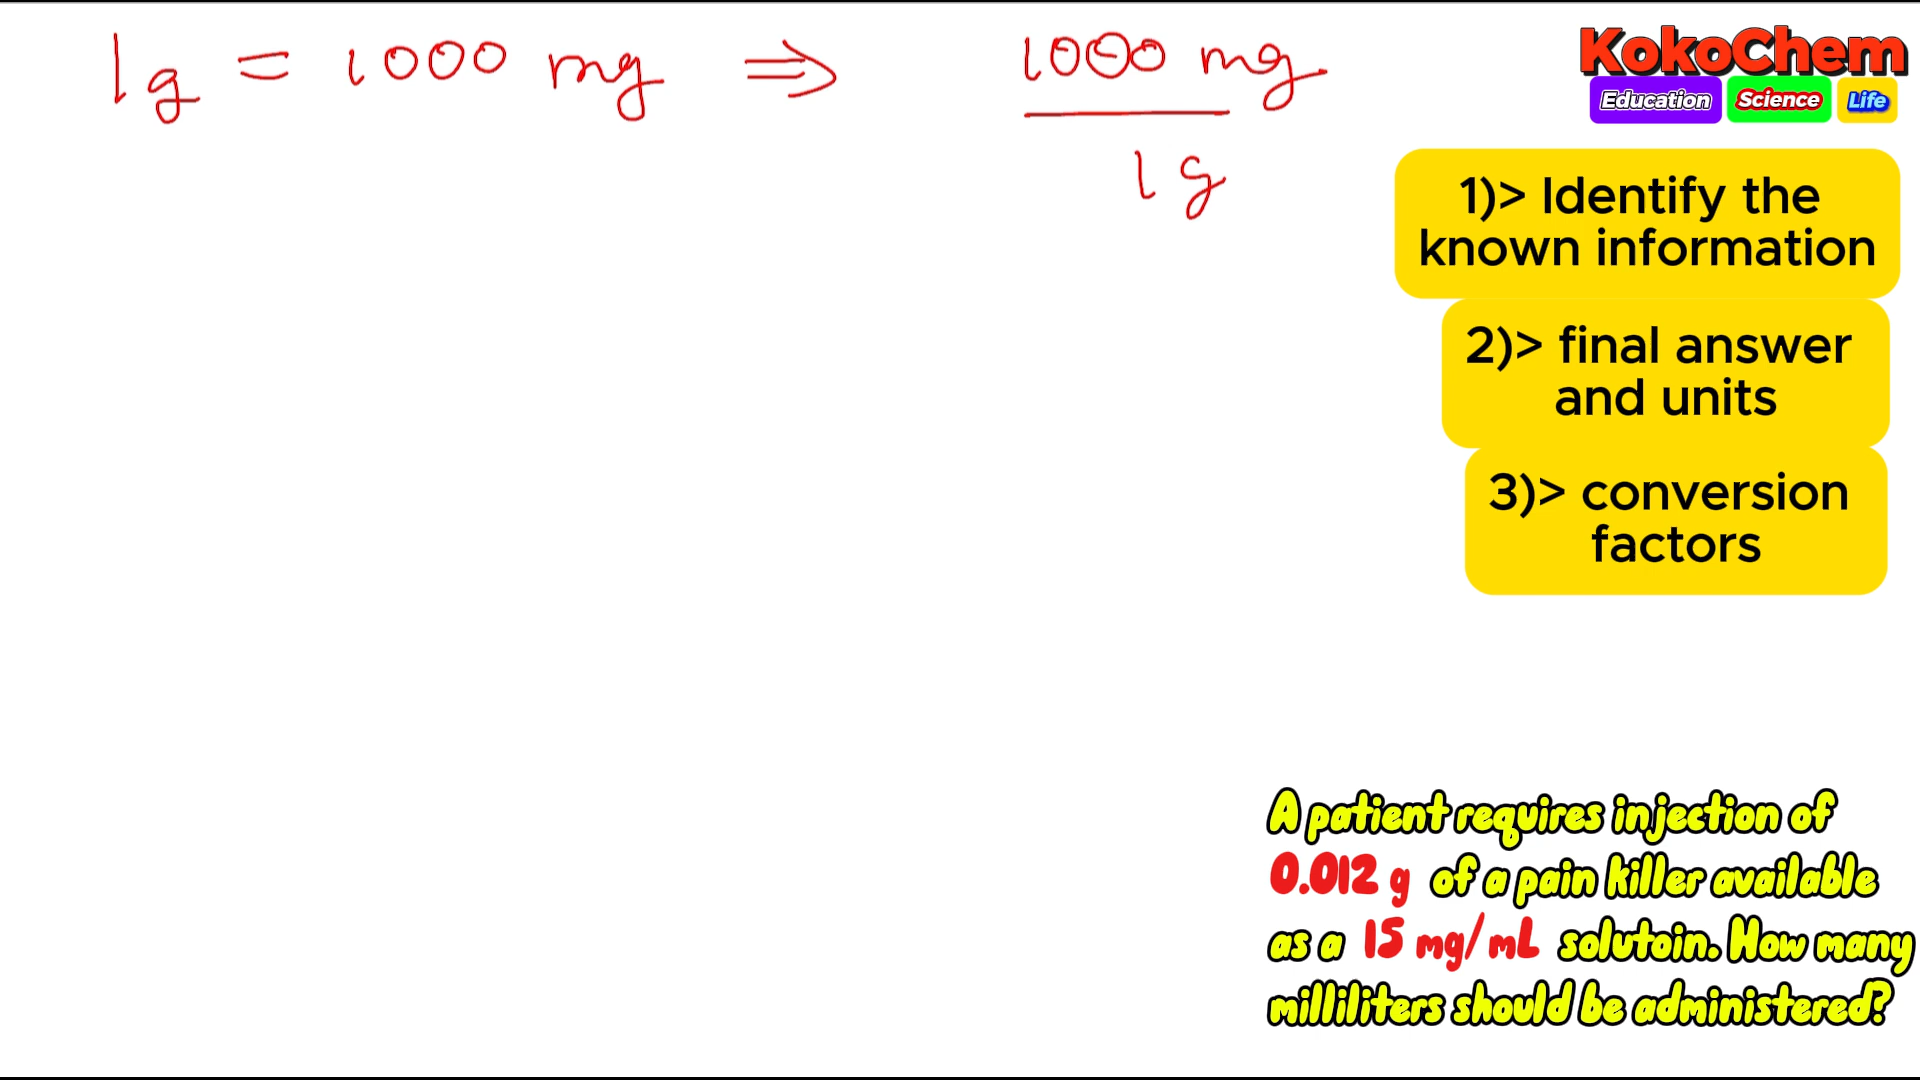 1g = 1000 mg ⇒ 1000 mg
1g
KokoChem
Education Science Life
1)> Identify the
known information
2)> final answer
and units
3)> conversion
factors
A patient requires injection of
0.012 g of a pain killer available
as a 15 mg/mL solutoin. How many
milliliters should be administered?